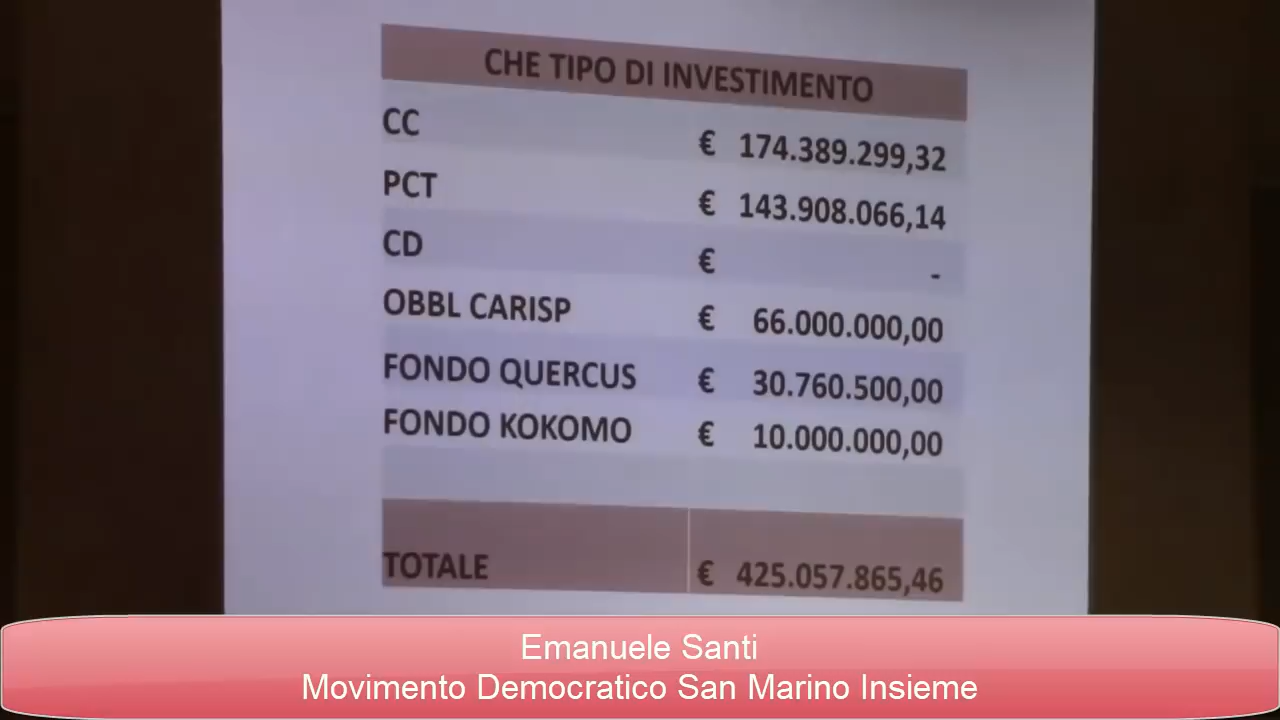 CHE TIPO DI INVESTIMENTO
CC € 174.389.299,32
PCT € 143.908.066,14
CD € -
OBBL CARISP € 66.000.000,00
FONDO QUERCUS € 30.760.500,00
FONDO KOKOMO € 10.000.000,00
TOTALE € 425.057.865,46
Emanuele Santi
Movimento Democratico San Marino Insieme